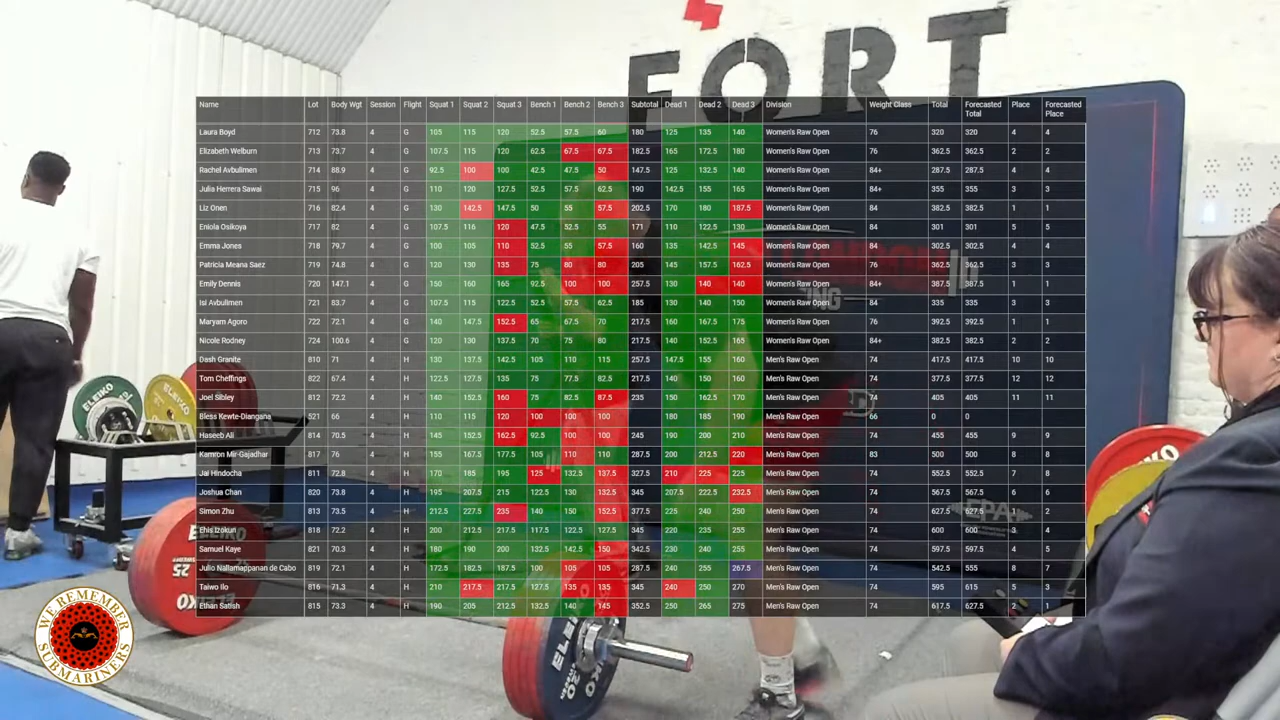 FORT
Name Lot Body Wgt Session Flight Squat 1 Squat 2 Squat 3 Bench 1 Bench 2 Bench 3 Subtotal Dead 1 Dead 2 Dead 3 Division Weight Class Total Forecasted Total Place Forecasted Place
Laura Boyd 712 73.8 4 G 105 115 120 52.5 57.5 60 180 125 135 140 Women's Raw Open 76 320 320 4 4
Elizabeth Welburn 713 73.7 4 G 107.5 115 120 62.5 67.5 67.5 182.5 165 172.5 180 Women's Raw Open 76 362.5 362.5 2 2
Rachel Avbulimen 714 88.9 4 G 92.5 100 100 42.5 47.5 50 147.5 125 132.5 140 Women's Raw Open 84+ 287.5 287.5 4 4
Julia Herrera Sawai 715 96 4 G 110 120 127.5 52.5 57.5 62.5 190 142.5 155 165 Women's Raw Open 84+ 355 355 3 3
Liz Onen 716 82.4 4 G 130 142.5 147.5 50 55 57.5 202.5 170 180 187.5 Women's Raw Open 84 382.5 382.5 1 1
Eniola Osikoya 717 82 4 G 107.5 116 120 47.5 52.5 55 171 110 122.5 130 Women's Raw Open 84 301 301 5 5
Emma Jones 718 79.7 4 G 100 105 110 52.5 55 57.5 160 135 142.5 145 Women's Raw Open 84 302.5 302.5 4 4
Patricia Meana Saez 719 74.8 4 G 120 130 135 75 80 80 205 145 157.5 162.5 Women's Raw Open 76 362.5 362.5 3 3
Emily Dennis 720 147.1 4 G 150 160 165 92.5 100 100 257.5 130 140 140 Women's Raw Open 84+ 387.5 387.5 1 1
Isi Avbulimen 721 83.7 4 G 107.5 115 122.5 52.5 57.5 62.5 185 130 140 150 Women's Raw Open 84 335 335 3 3
Maryam Agoro 722 72.1 4 G 140 147.5 152.5 65 67.5 70 217.5 160 167.5 175 Women's Raw Open 76 392.5 392.5 1 1
Nicole Rodney 724 100.6 4 G 120 130 137.5 70 75 80 217.5 140 152.5 165 Women's Raw Open 84+ 382.5 382.5 2 2
Dash Granite 810 71 4 H 130 137.5 142.5 105 110 115 257.5 147.5 155 160 Men's Raw Open 74 417.5 417.5 10 10
Tom Cheffings 822 67.4 4 H 122.5 127.5 135 75 77.5 82.5 217.5 140 150 160 Men's Raw Open 74 377.5 377.5 12 12
Joel Sibley 812 72.2 4 H 140 152.5 160 75 82.5 87.5 235 150 162.5 170 Men's Raw Open 74 405 405 11 11
Bless Kewte-Diangana 521 66 4 H 110 115 120 100 100 100 180 185 190 Men's Raw Open 66 0 0
Haseeb Ali 814 70.5 4 H 145 152.5 162.5 92.5 100 100 245 190 200 210 Men's Raw Open 74 455 455 9 9
Kamron Mir-Gajadhar 817 76 4 H 155 167.5 177.5 105 110 110 287.5 200 212.5 220 Men's Raw Open 83 500 500 8 8
Jai Hindocha 811 72.8 4 H 170 185 195 125 132.5 137.5 327.5 210 225 225 Men's Raw Open 74 552.5 552.5 7 8
Joshua Chan 820 73.8 4 H 195 207.5 215 122.5 130 132.5 345 207.5 222.5 232.5 Men's Raw Open 74 567.5 567.5 6 6
Simon Zhu 813 73.5 4 H 212.5 227.5 235 140 150 152.5 377.5 225 240 250 Men's Raw Open 74 627.5 627.5 1 2
Ehis Izokun 818 72.2 4 H 200 212.5 217.5 117.5 122.5 127.5 345 220 235 255 Men's Raw Open 74 600 600 3 4
Samuel Kaye 821 70.3 4 H 180 190 200 132.5 142.5 150 342.5 230 240 255 Men's Raw Open 74 597.5 597.5 4 5
Julio Nallamappanan de Cabo 819 72.1 4 H 172.5 182.5 187.5 100 105 105 287.5 240 255 267.5 Men's Raw Open 74 542.5 555 8 7
Taiwo Ilo 816 71.3 4 H 210 217.5 217.5 127.5 135 135 345 240 250 270 Men's Raw Open 74 595 615 5 3
Ethan Satish 815 73.3 4 H 190 205 212.5 132.5 140 145 352.5 250 265 275 Men's Raw Open 74 617.5 627.5 2 1
ELEIKO
ELEIKO
ELEIKO
25
WE REMEMBER SUBMARINERS
20